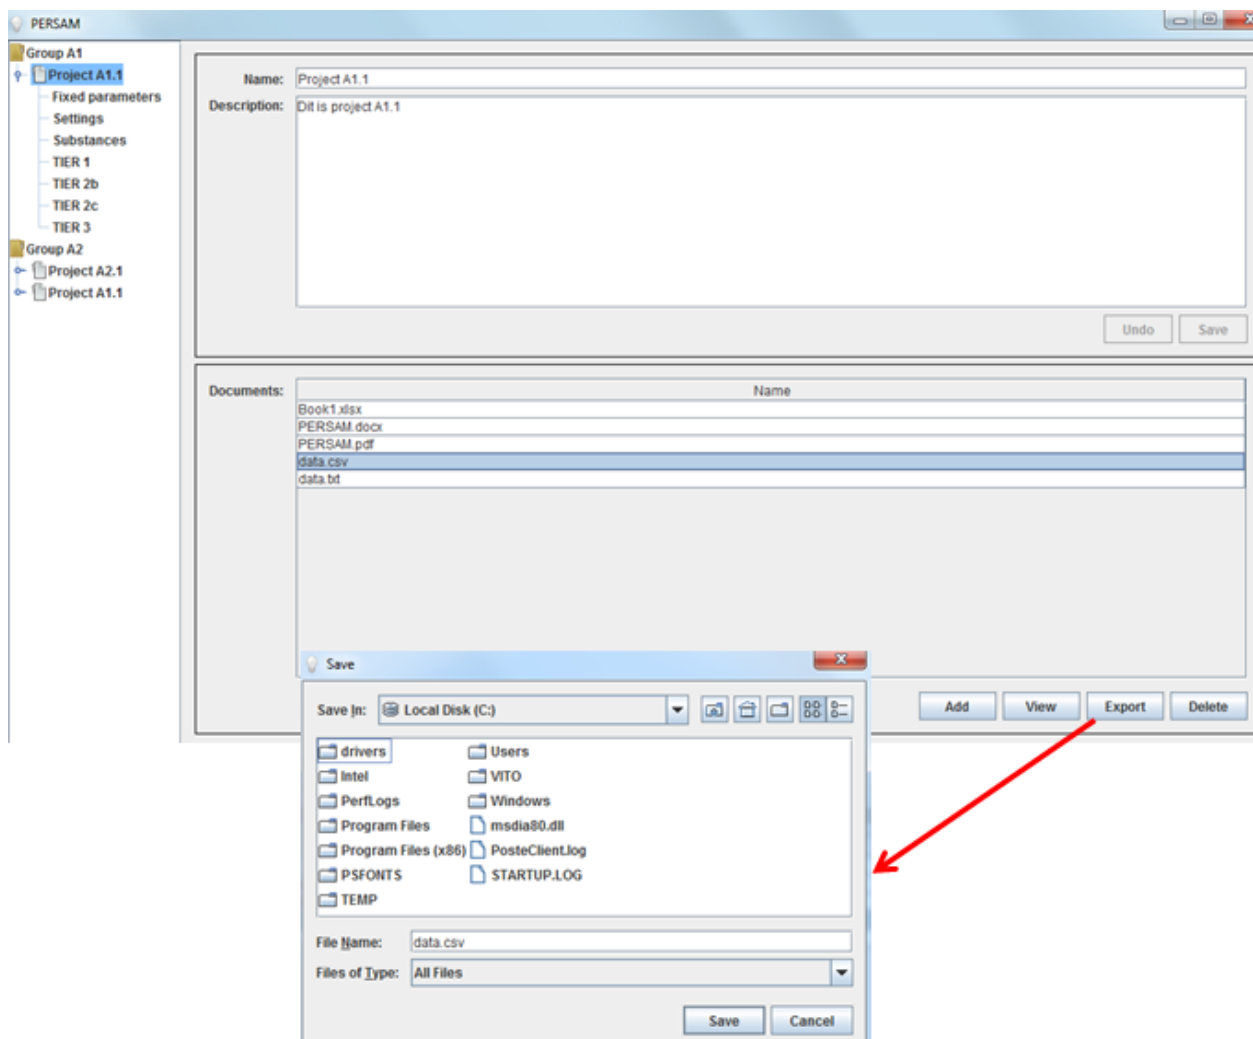 PERSAM
Group A1
Project A1.1
Fixed parameters
Settings
Substances
TIER 1
TIER 2b
TIER 2c
TIER 3
Group A2
Project A2.1
Project A1.1
Name: Project A1.1
Description: Dit is project A1.1
Undo Save
Documents: Name
Book1.xlsx
PERSAM.docx
PERSAM.pdf
data.csv
data.txt
Add View Export Delete
Save
Save In: Local Disk (C:)
drivers Users
Intel VITO
PerfLogs Windows
Program Files msdia80.dll
Program Files (x86) PosteClient.log
PSFONTS STARTUP.LOG
TEMP
File Name: data.csv
Files of Type: All Files
Save Cancel